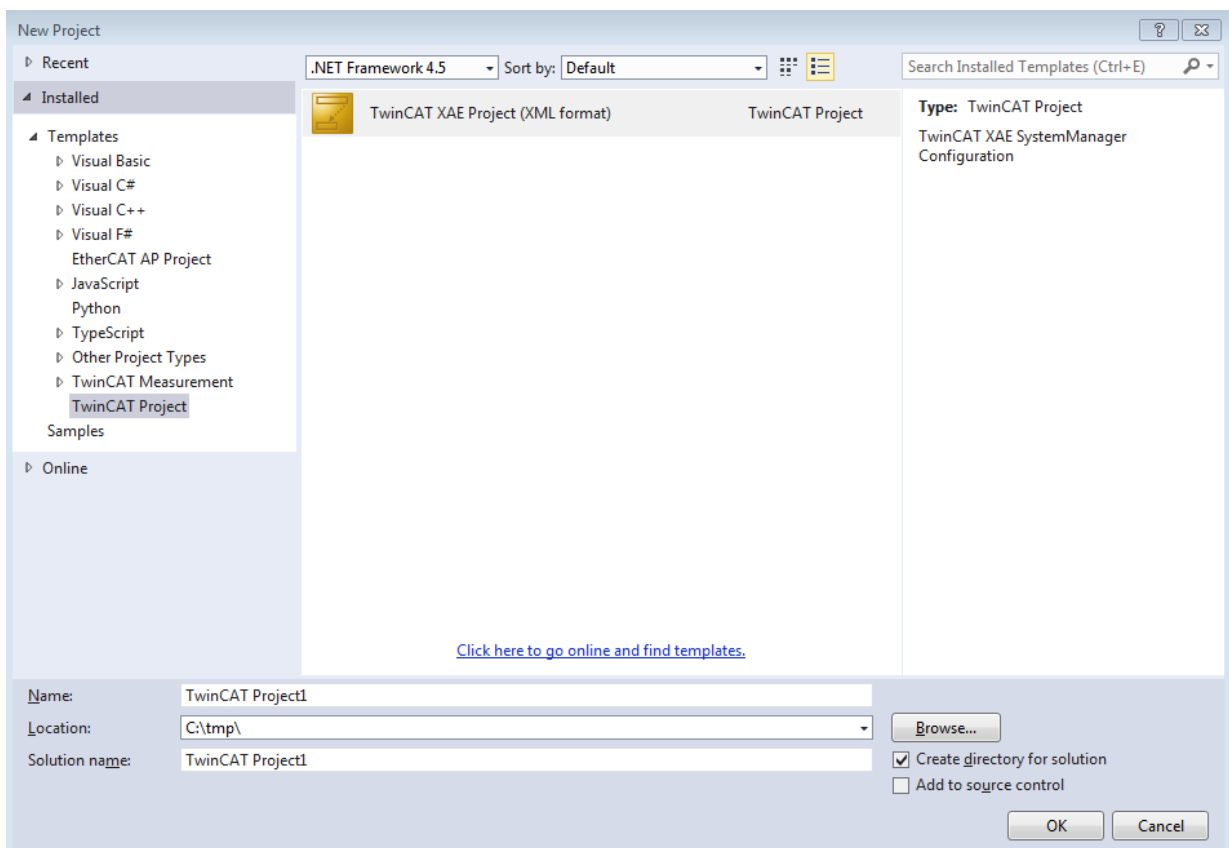 New Project
Recent
.NET Framework 4.5 Sort by: Default
Search Installed Templates (Ctrl+E)
Installed
Templates
Visual Basic
Visual C#
Visual C++
Visual F#
EtherCAT AP Project
JavaScript
Python
TypeScript
Other Project Types
TwinCAT Measurement
TwinCAT Project
Samples
Online
TwinCAT XAE Project (XML format) TwinCAT Project
Type: TwinCAT Project
TwinCAT XAE SystemManager
Configuration
Click here to go online and find templates.
Name: TwinCAT Project1
Location: C:\tmp\
Browse...
Solution name: TwinCAT Project1
Create directory for solution
Add to source control
OK Cancel